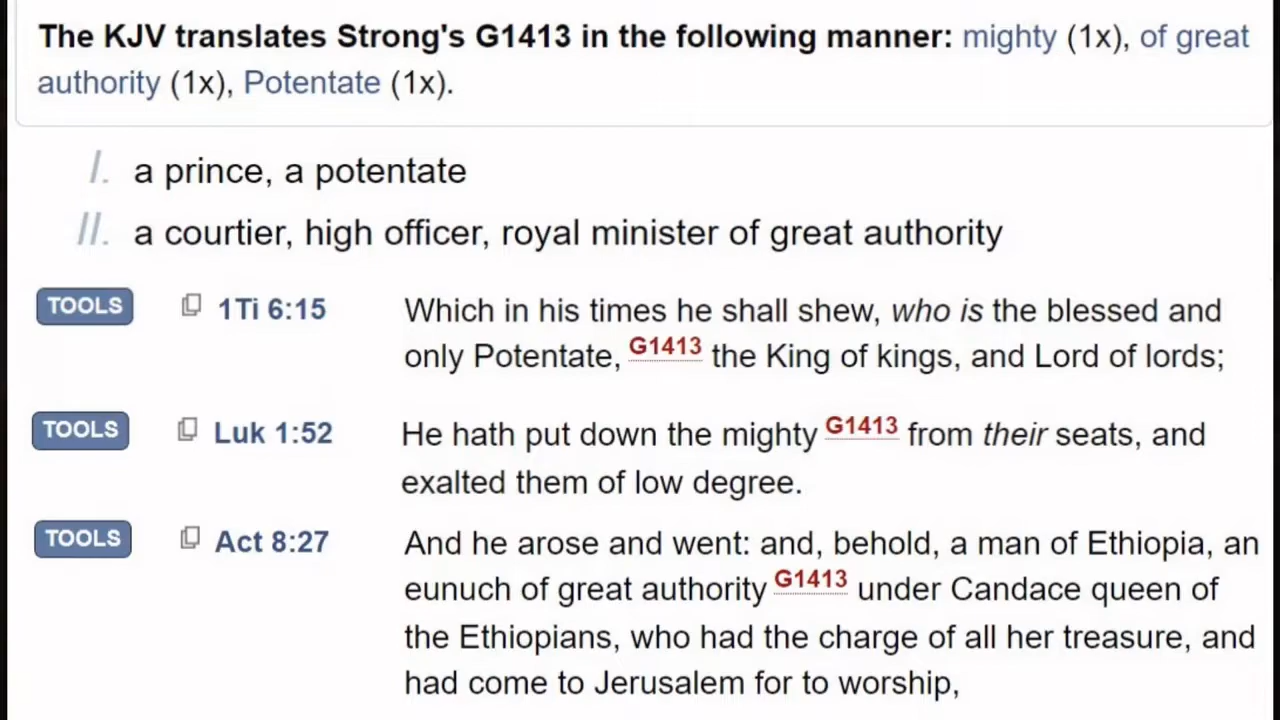 The KJV translates Strong's G1413 in the following manner: mighty (1x), of great
authority (1x), Potentate (1x).
I. a prince, a potentate
II. a courtier, high officer, royal minister of great authority
TOOLS 1Ti 6:15 Which in his times he shall shew, who is the blessed and
only Potentate, G1413 the King of kings, and Lord of lords;
TOOLS Luk 1:52 He hath put down the mighty G1413 from their seats, and
exalted them of low degree.
TOOLS Act 8:27 And he arose and went: and, behold, a man of Ethiopia, an
eunuch of great authority G1413 under Candace queen of
the Ethiopians, who had the charge of all her treasure, and
had come to Jerusalem for to worship,